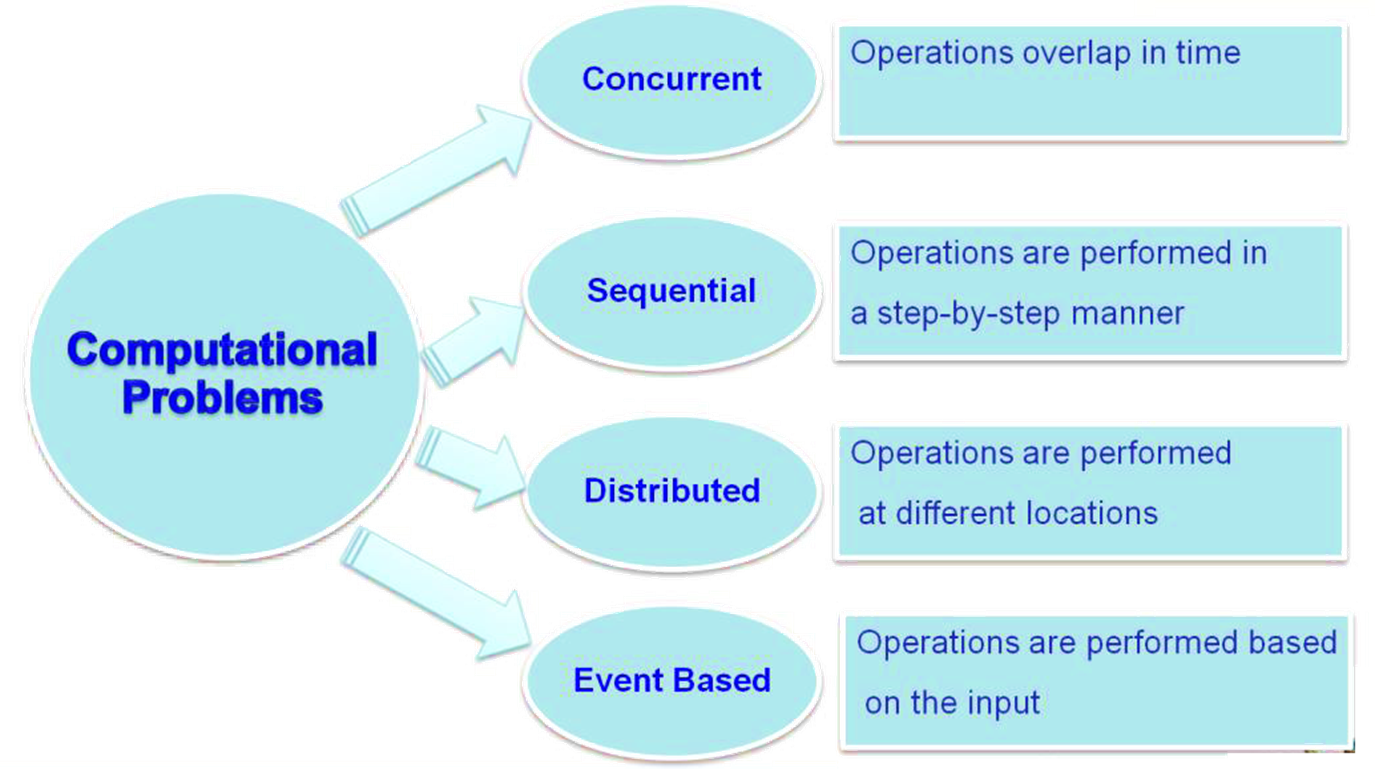 Concurrent
Operations overlap in time
Computational
Problems
Sequential
Operations are performed in
a step-by-step manner
Distributed
Operations are performed
at different locations
Event Based
Operations are performed based
on the input